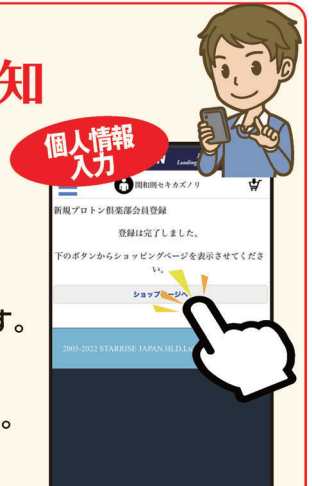 知
個人情報
入力
N
Leading
関和則セキカズノリ
新規プロトン倶楽部会員登録
登録は完了しました。
下のボタンからショッピングページを表示させてくださ
い。
ショップページへ
す。
2005-2022 STARRISE JAPAN.HLD.Lt
。